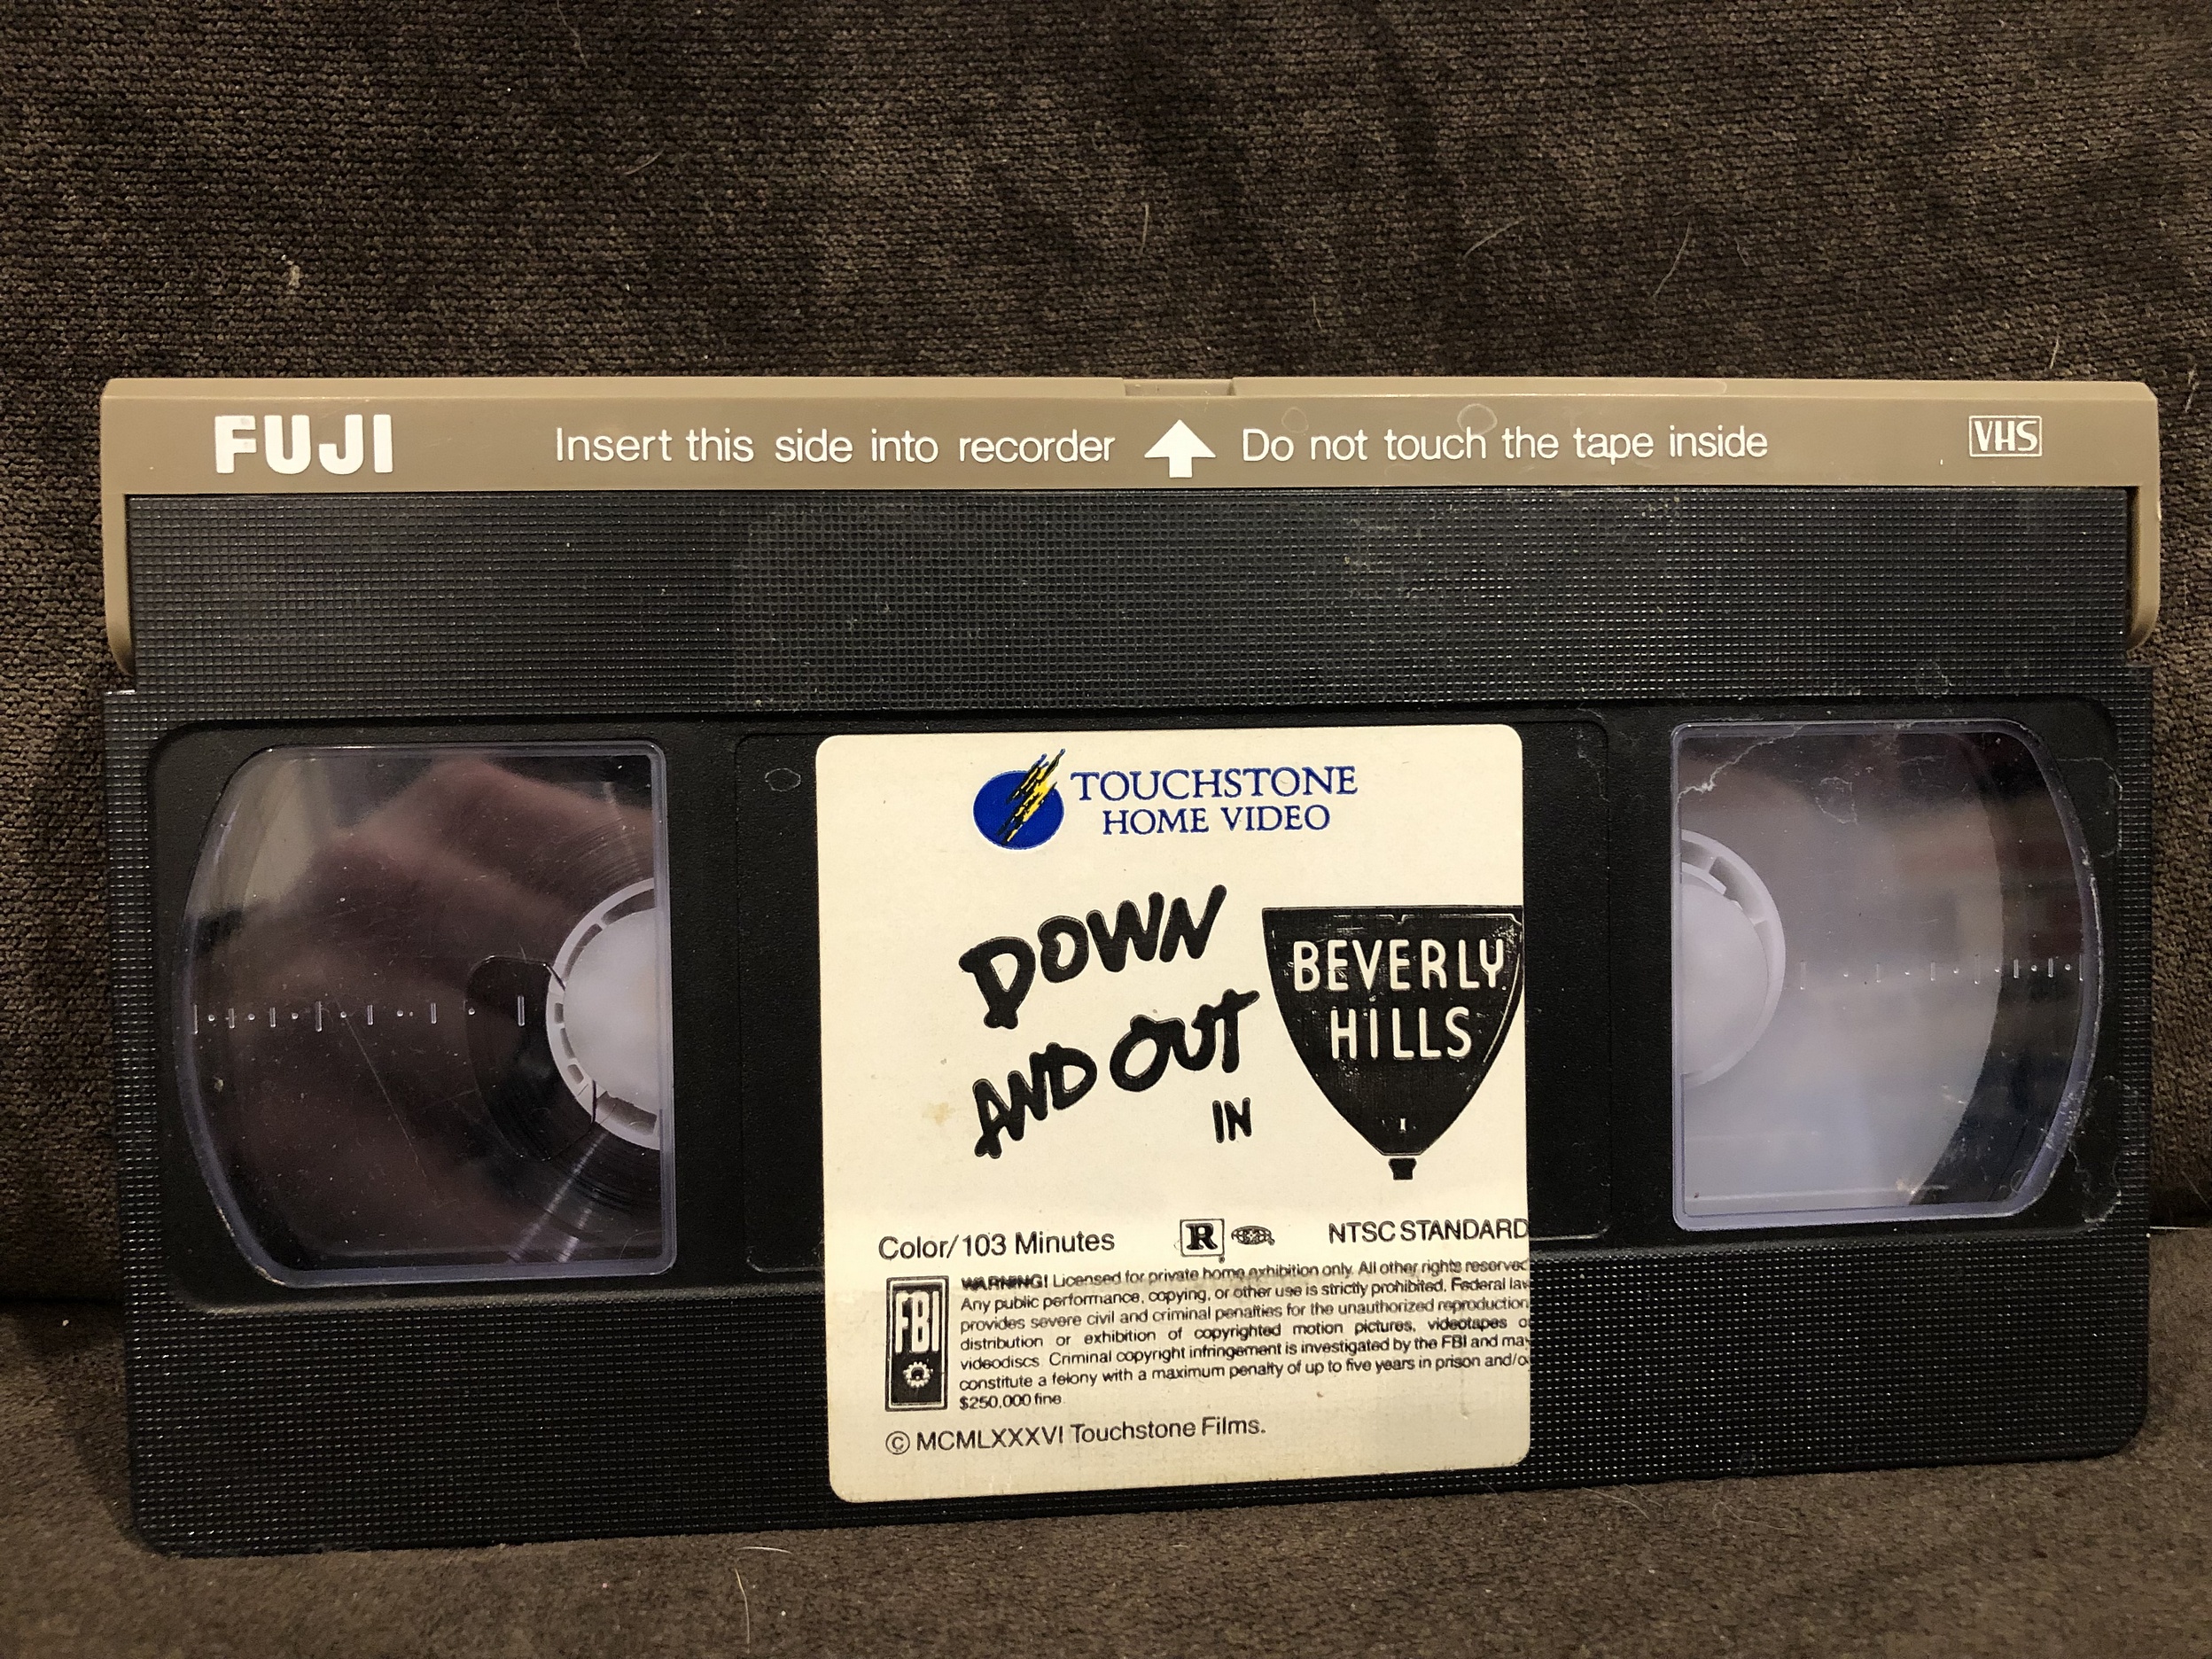 FUJI
Insert this side into recorder
Do not touch the tape inside
VHS
TOUCHSTONE
HOME VIDEO
DOWN
AND OUT
IN
BEVERLY
HILLS
Color/103 Minutes
R
NTSC STANDARD
FBI
WARNING! Licensed for private home exhibition only. All other rights reserved
Any public performance, copying, or other use is strictly prohibited. Federal law
provides severe civil and criminal penalties for the unauthorized reproduction
distribution or exhibition of copyrighted motion pictures, videotapes o
videodiscs. Criminal copyright infringement is investigated by the FBI and may
constitute a felony with a maximum penalty of up to five years in prison and/o
$250,000 fine.
© MCMLXXXVI Touchstone Films.